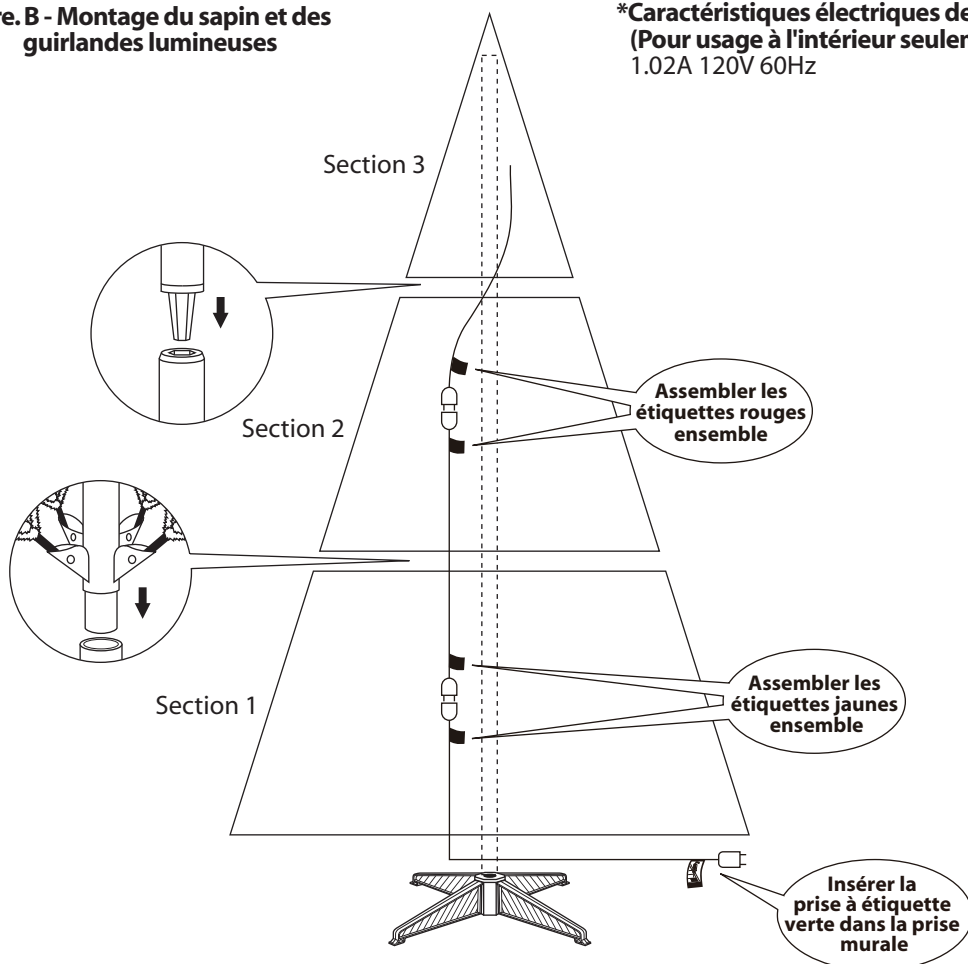 re. B - Montage du sapin et des
guirlandes lumineuses
*Caractéristiques électriques de
(Pour usage à l'intérieur seuler
1.02A 120V 60Hz
Section 3
Assembler les
étiquettes rouges
ensemble
Section 2
Assembler les
étiquettes jaunes
ensemble
Section 1
Insérer la
prise à étiquette
verte dans la prise
murale